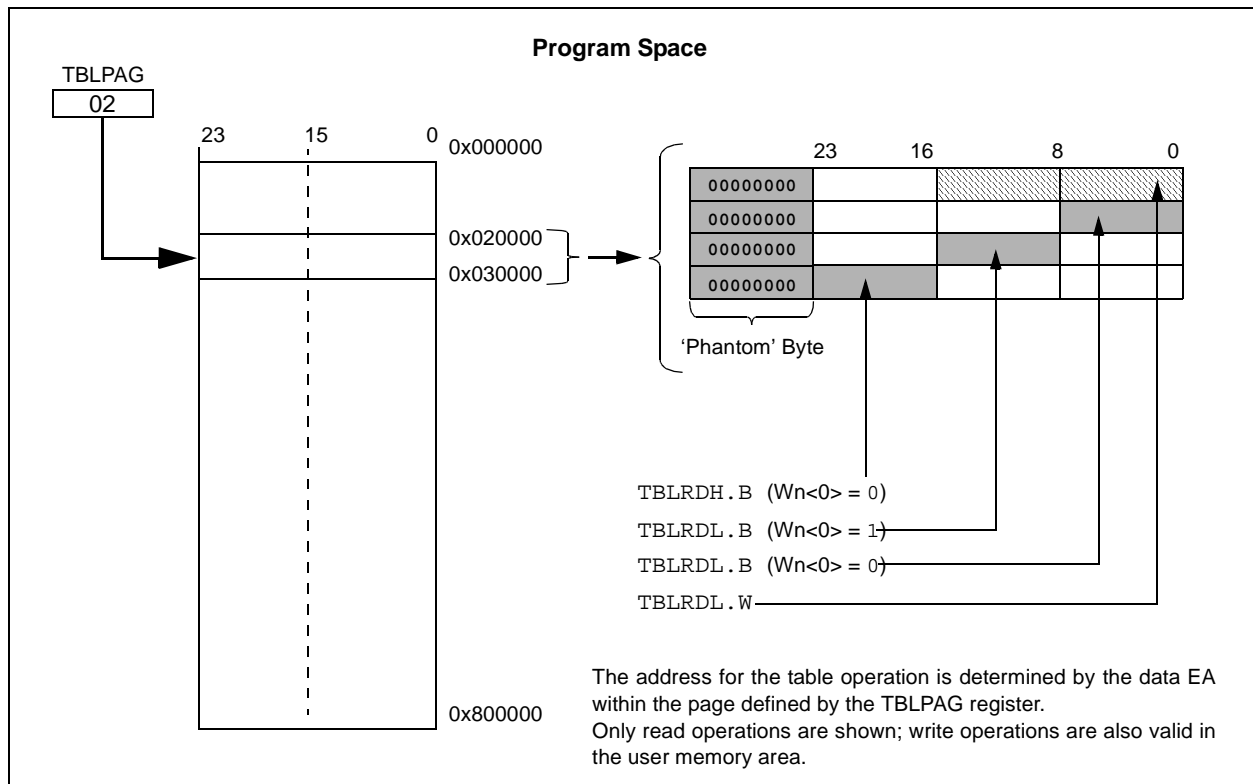 Program Space
TBLPAG
02
23 15 0
0x000000
0x020000
0x030000
0x800000
23 16 8 0
00000000
00000000
00000000
00000000
‘Phantom’ Byte
TBLRDH.B (Wn<0> = 0)
TBLRDL.B (Wn<0> = 1)
TBLRDL.B (Wn<0> = 0)
TBLRDL.W
The address for the table operation is determined by the data EA
within the page defined by the TBLPAG register.
Only read operations are shown; write operations are also valid in
the user memory area.